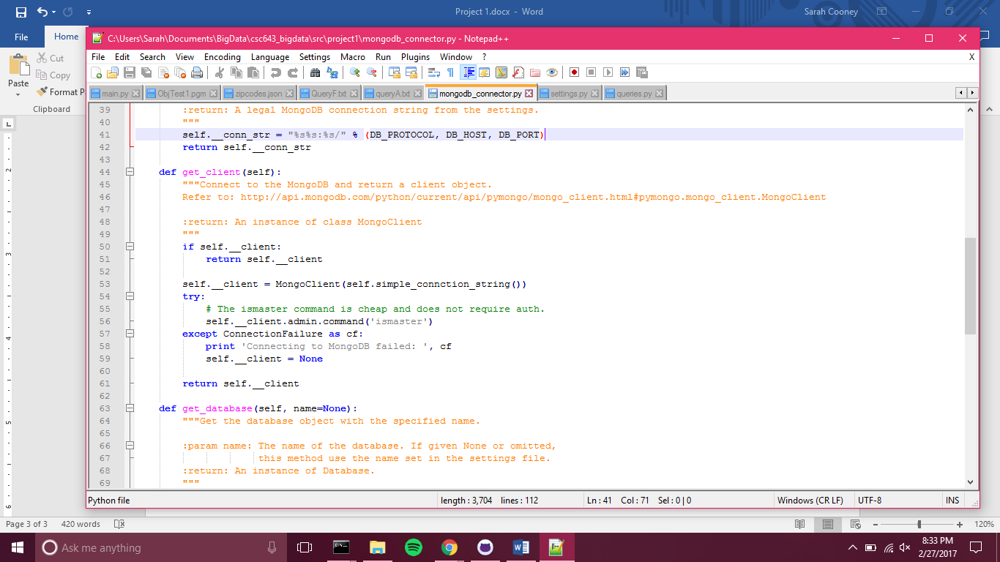 Project 1.docx - Word
Sarah Cooney
File
Home
Cut
Copy
Paste
Format P
Clipboard
C:\Users\Sarah\Documents\BigData\csc643_bigdata\src\project1\mongodb_connector.py - Notepad++
File Edit Search View Encoding Language Settings Macro Run Plugins Window ?
X
main.py ObjTest1.pgm zipcodes.json QueryF.txt queryA.txt mongodb_connector.py settings.py queries.py
39 :return: A legal MongoDB connection string from the settings.
40 """
41 self.__conn_str = "%s%s:%s/" % (DB_PROTOCOL, DB_HOST, DB_PORT)
42 return self.__conn_str
43
44 def get_client(self):
45 """Connect to the MongoDB and return a client object.
46 Refer to: http://api.mongodb.com/python/current/api/pymongo/mongo_client.html#pymongo.mongo_client.MongoClient
47
48 :return: An instance of class MongoClient
49 """
50 if self.__client:
51 return self.__client
52
53 self.__client = MongoClient(self.simple_connction_string())
54 try:
55 # The ismaster command is cheap and does not require auth.
56 self.__client.admin.command('ismaster')
57 except ConnectionFailure as cf:
58 print 'Connecting to MongoDB failed: ', cf
59 self.__client = None
60
61 return self.__client
62
63 def get_database(self, name=None):
64 """Get the database object with the specified name.
65
66 :param name: The name of the database. If given None or omitted,
67 this method use the name set in the settings file.
68 :return: An instance of Database.
69 """
Python file length : 3,704 lines : 112 Ln : 41 Col : 71 Sel : 0 | 0 Windows (CR LF) UTF-8 INS
Page 3 of 3 420 words 120%
Ask me anything
8:33 PM
2/27/2017